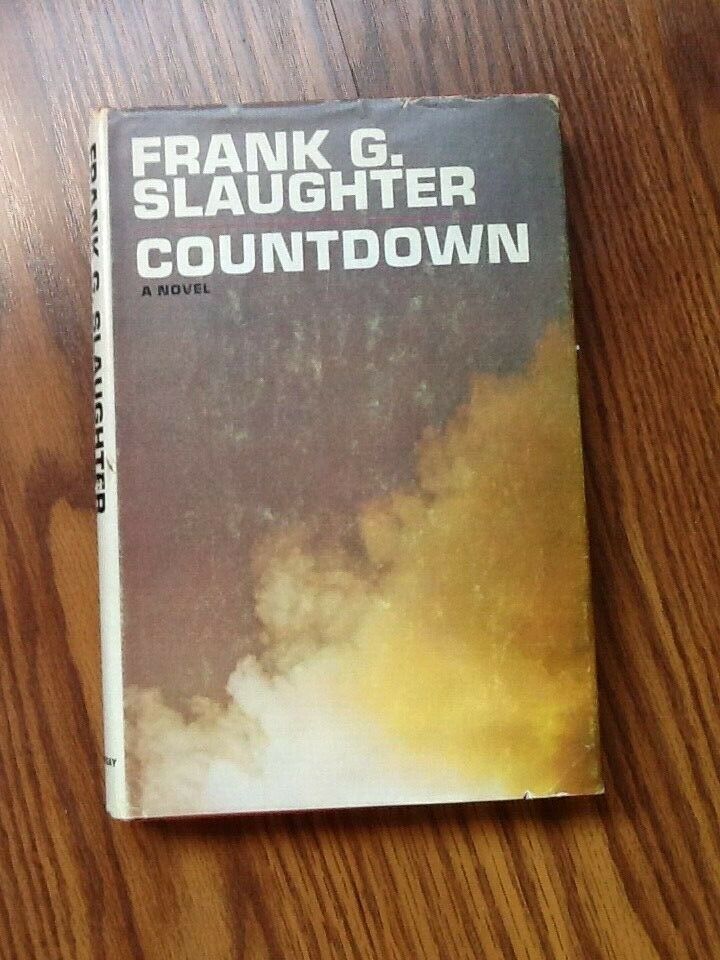 FRANK G.
SLAUGHTER
COUNTDOWN
A NOVEL
FRANK G. SLAUGHTER